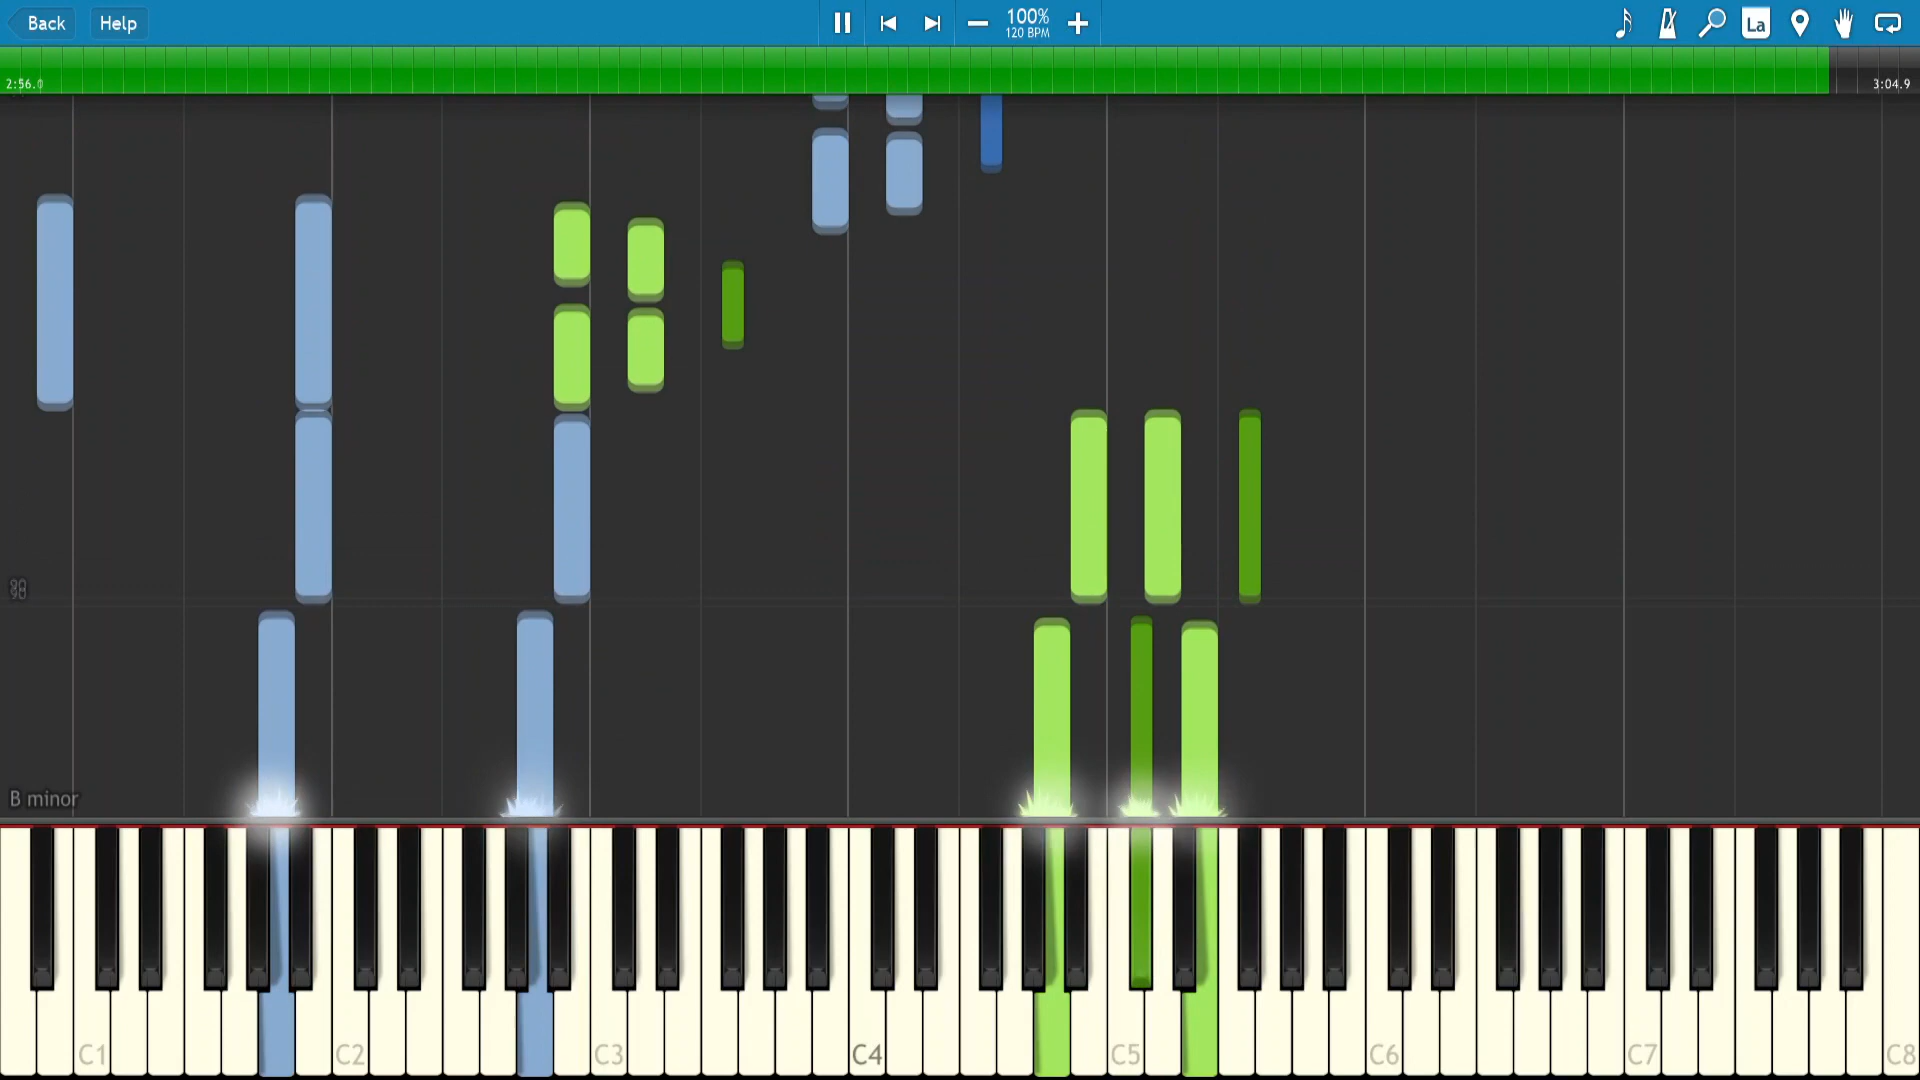 Back Help
100%
120 BPM
La
2:56.0
3:04.9
90
B minor
C1 C2 C3 C4 C5 C6 C7 C8